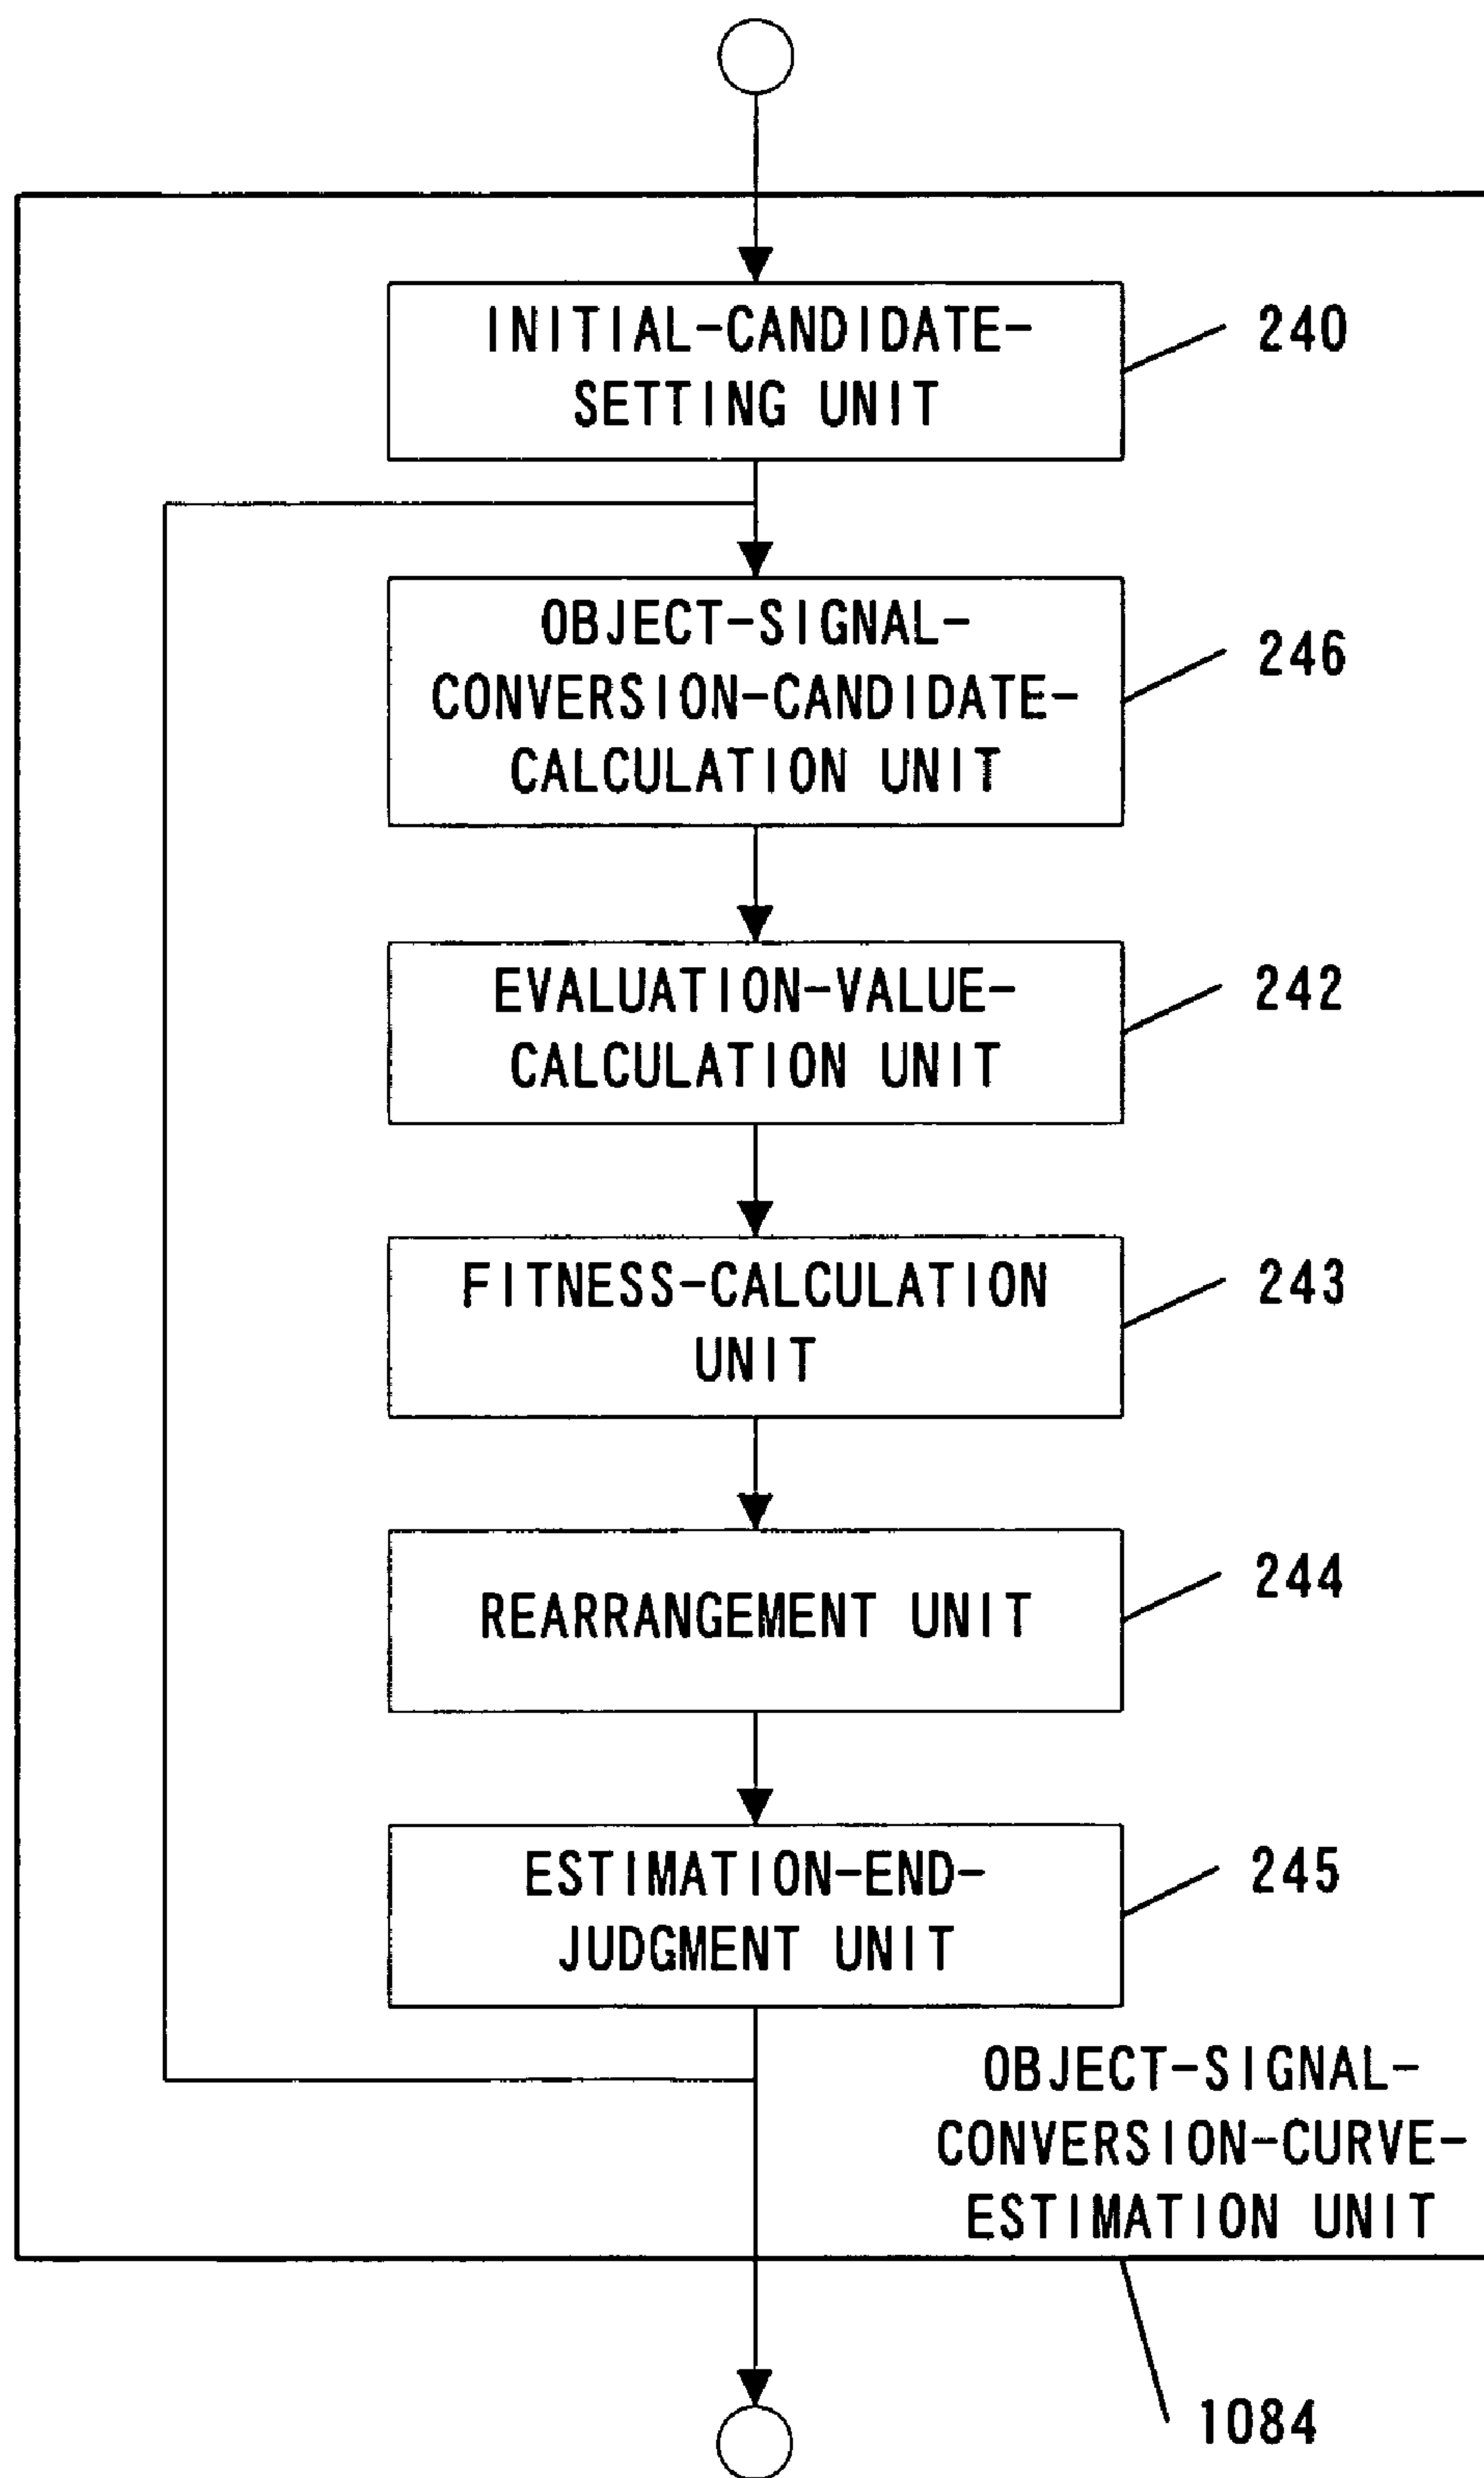 INITIAL-CANDIDATE-
SETTING UNIT
240
OBJECT-SIGNAL-
CONVERSION-CANDIDATE-
CALCULATION UNIT
246
EVALUATION-VALUE-
CALCULATION UNIT
242
FITNESS-CALCULATION
UNIT
243
REARRANGEMENT UNIT
244
ESTIMATION-END-
JUDGMENT UNIT
245
OBJECT-SIGNAL-
CONVERSION-CURVE-
ESTIMATION UNIT
1084